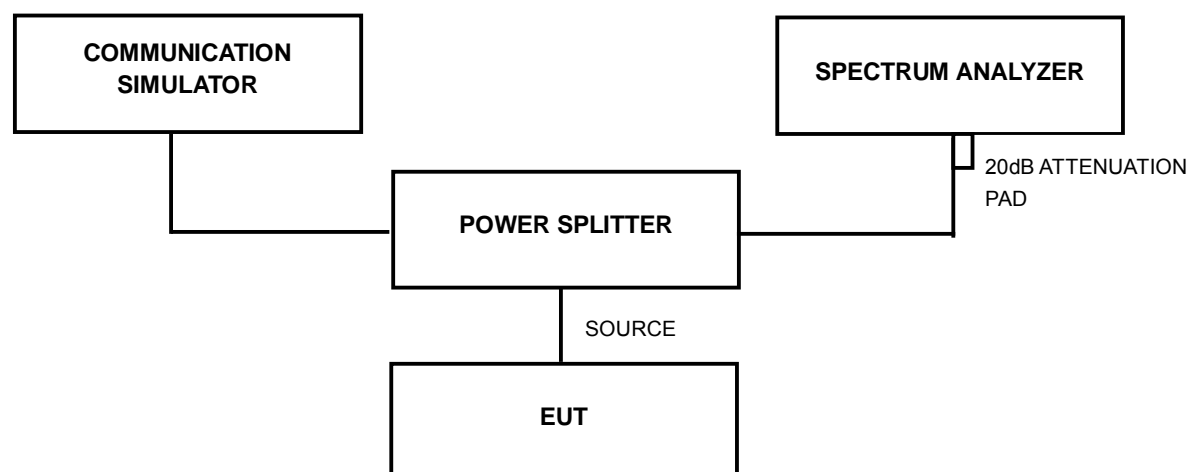 COMMUNICATION
SIMULATOR
SPECTRUM ANALYZER
20dB ATTENUATION
PAD
POWER SPLITTER
SOURCE
EUT